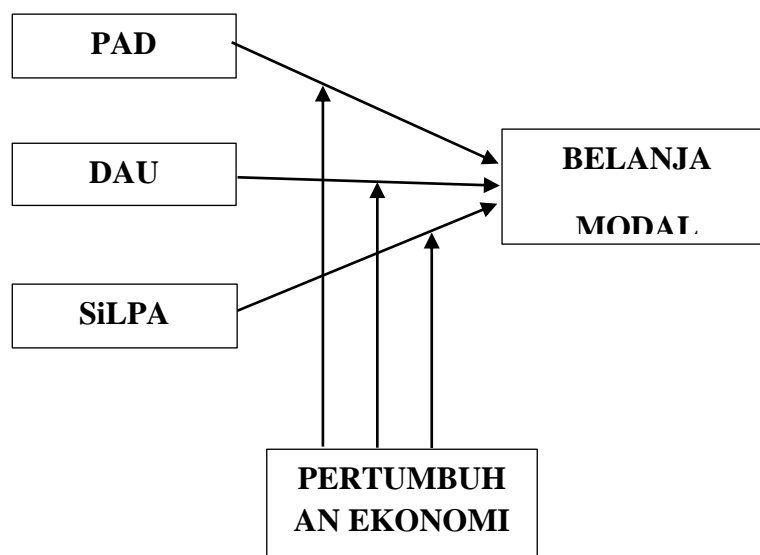 PAD
DAU
BELANJA
MODAL
SiLPA
PERTUMBUH
AN EKONOMI